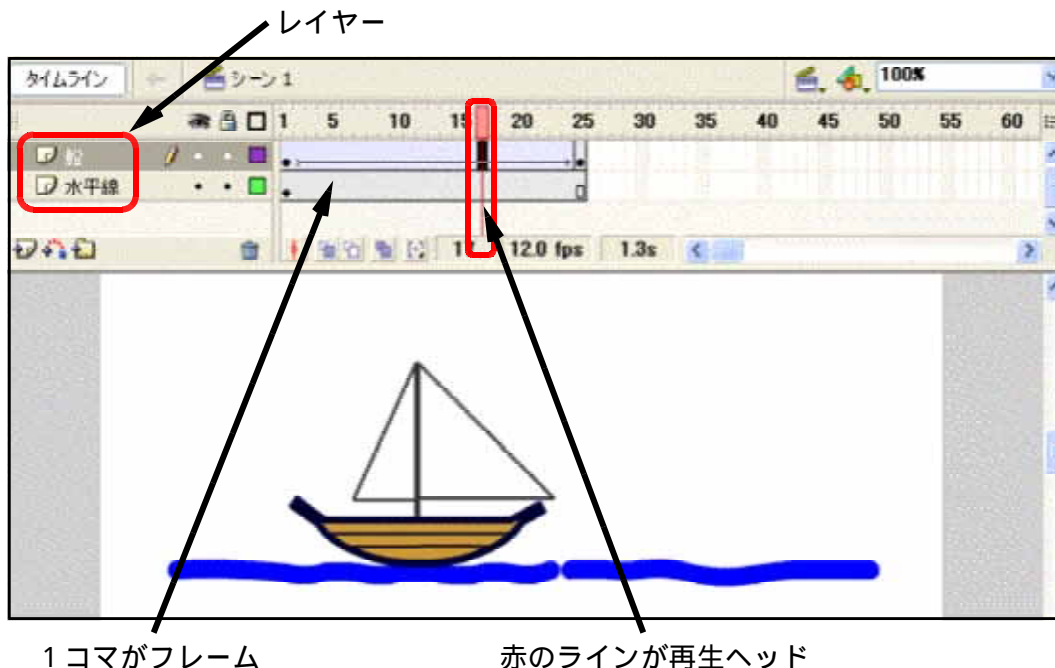 レイヤー
タイムライン シーン 1 100%
1 5 10 15 20 25 30 35 40 45 50 55 60
水平線
12.0 fps 1.3s
1コマがフレーム 赤のラインが再生ヘッド